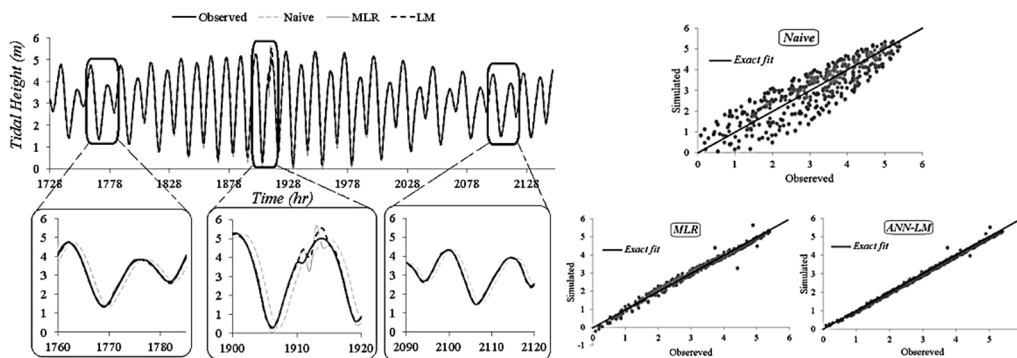 Observed Naive MLR LM
Tidal Height (m)
6
5
4
3
2
1
0
1728 1778 1828 1878 1928 1978 2028 2078 2128
Time (hr)
6
5
4
3
2
1
0
1760 1770 1780
6
5
4
3
2
1
0
1900 1910 1920
6
5
4
3
2
1
0
2090 2100 2110 2120
Naive
Exact fit
Simulated
6
5
4
3
2
1
0
0 1 2 3 4 5 6
Obsereved
MLR
Exact fit
Simulated
6
5
4
3
2
1
0
-1
0 1 2 3 4 5 6
Obsereved
ANN-LM
Exact fit
Simulated
6
5
4
3
2
1
0
0 1 2 3 4 5
Obsereved